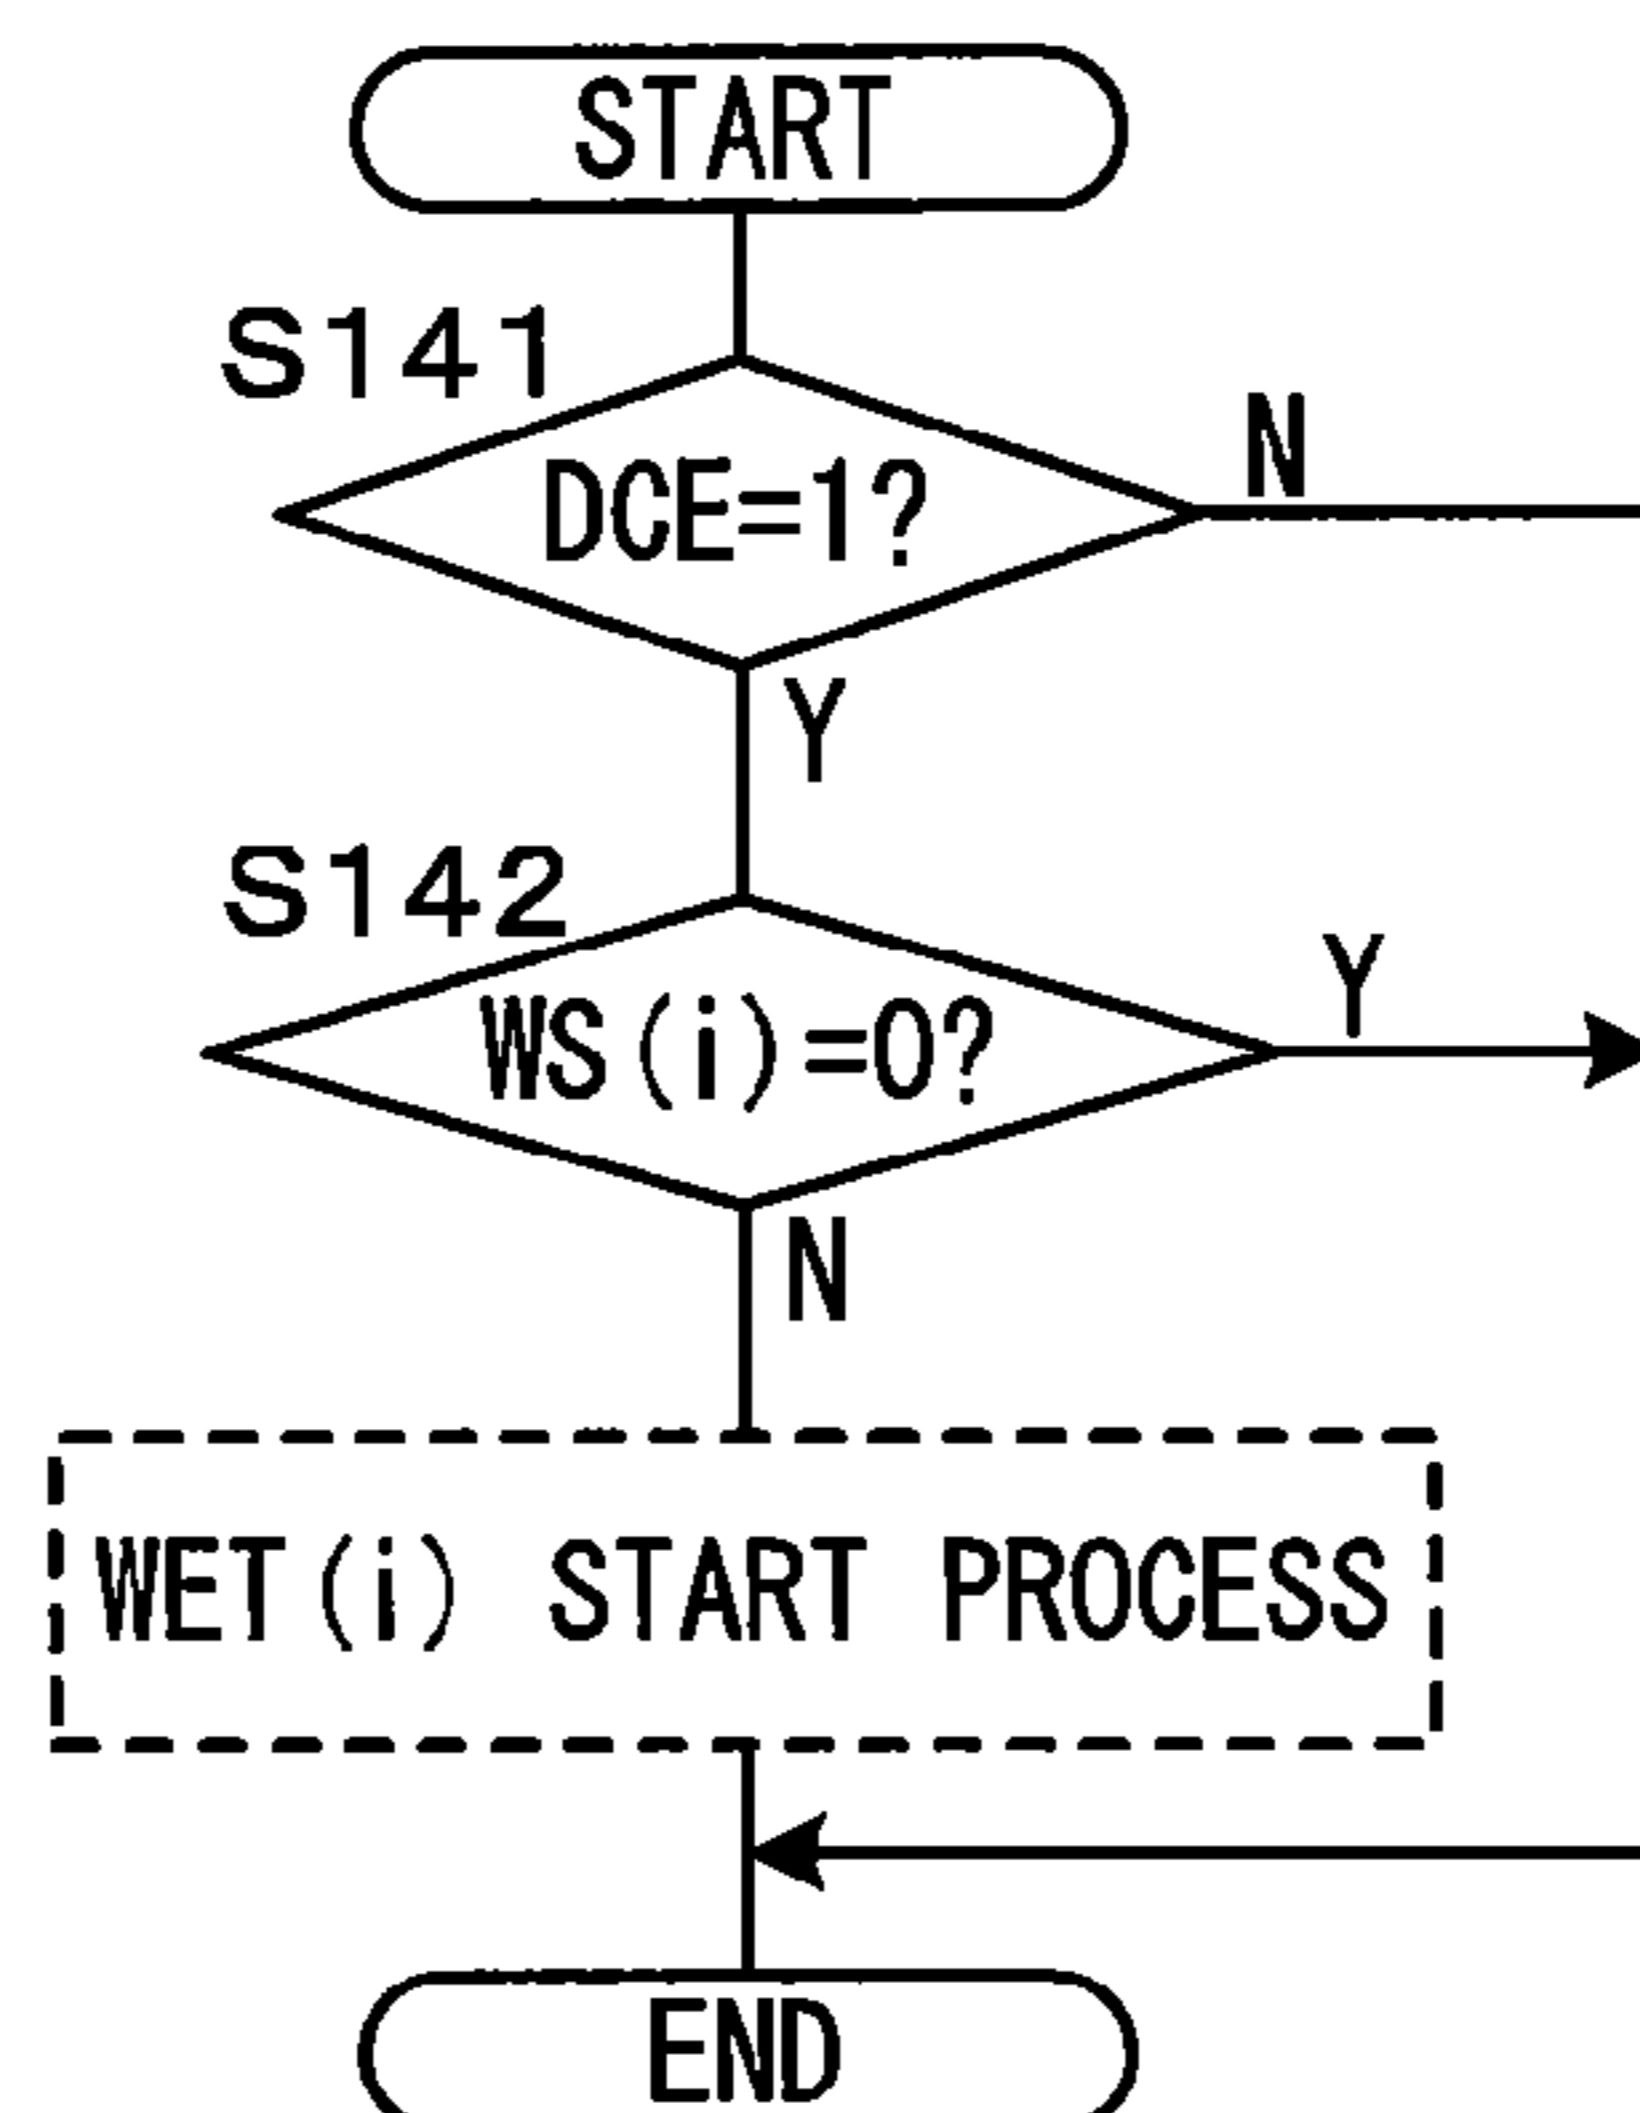 START
S141
DCE=1?
N
Y
S142
WS(i)=0?
Y
N
WET(i) START PROCESS
END